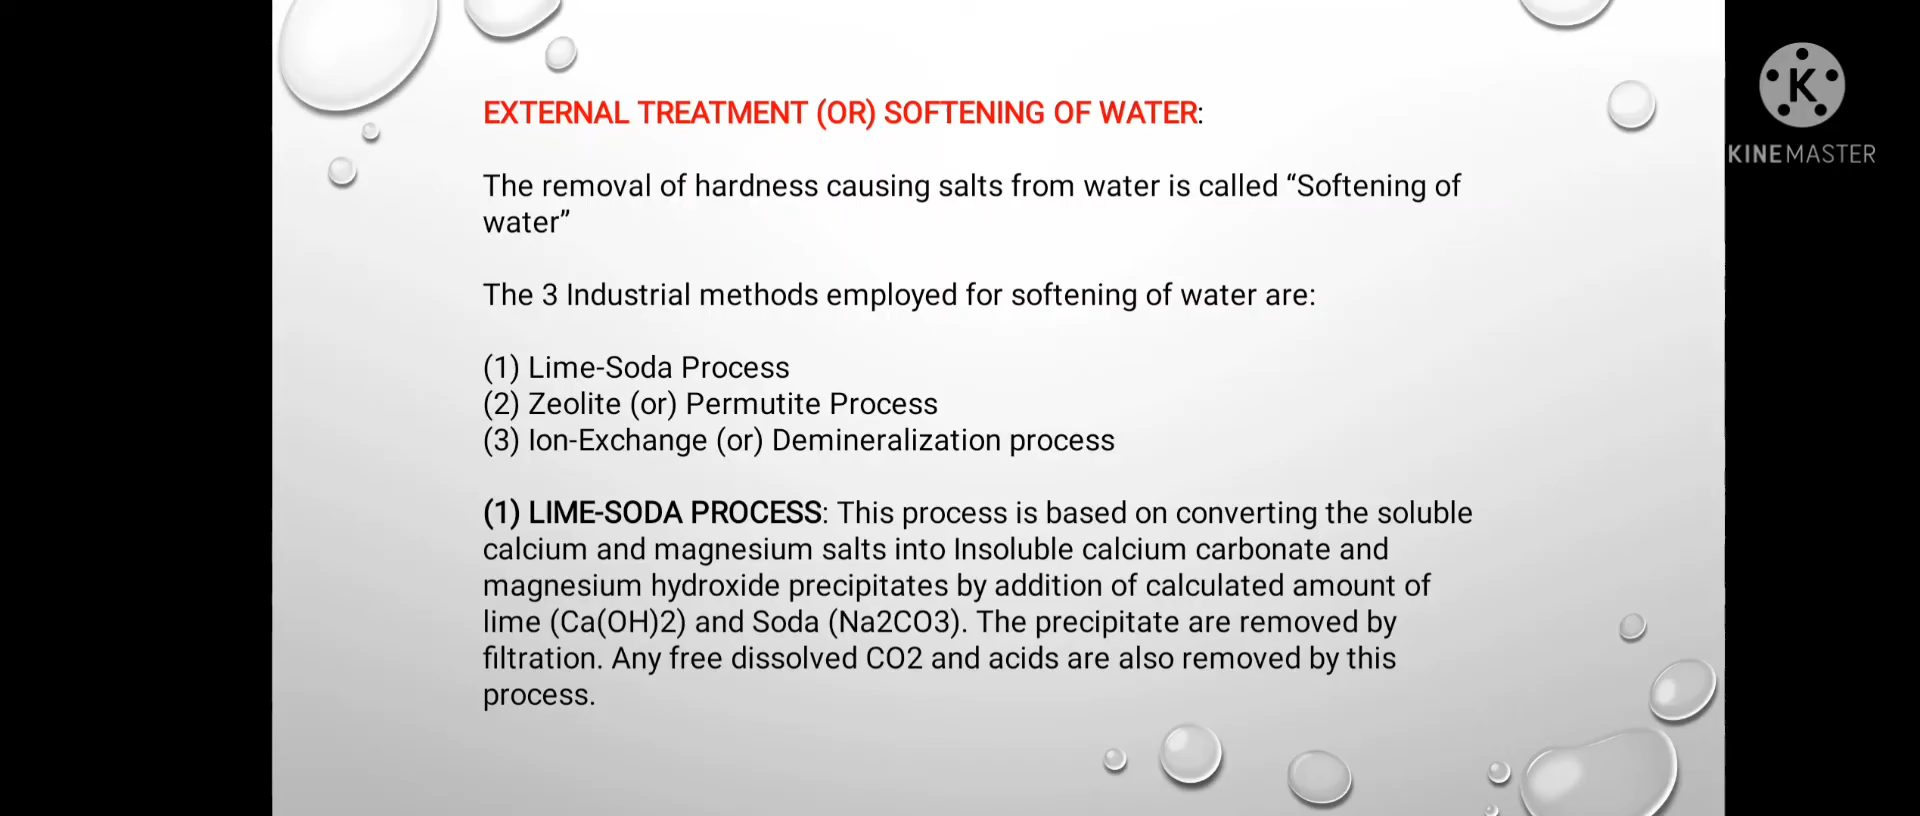 EXTERNAL TREATMENT (OR) SOFTENING OF WATER:
The removal of hardness causing salts from water is called “Softening of
water”
The 3 Industrial methods employed for softening of water are:
(1) Lime-Soda Process
(2) Zeolite (or) Permutite Process
(3) Ion-Exchange (or) Demineralization process
(1) LIME-SODA PROCESS: This process is based on converting the soluble
calcium and magnesium salts into Insoluble calcium carbonate and
magnesium hydroxide precipitates by addition of calculated amount of
lime (Ca(OH)2) and Soda (Na2CO3). The precipitate are removed by
filtration. Any free dissolved CO2 and acids are also removed by this
process.
K
KINEMASTER